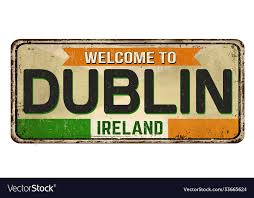 WELCOME TO
DUBLIN
IRELAND
VectorStock®
VectorStock.com/33665624